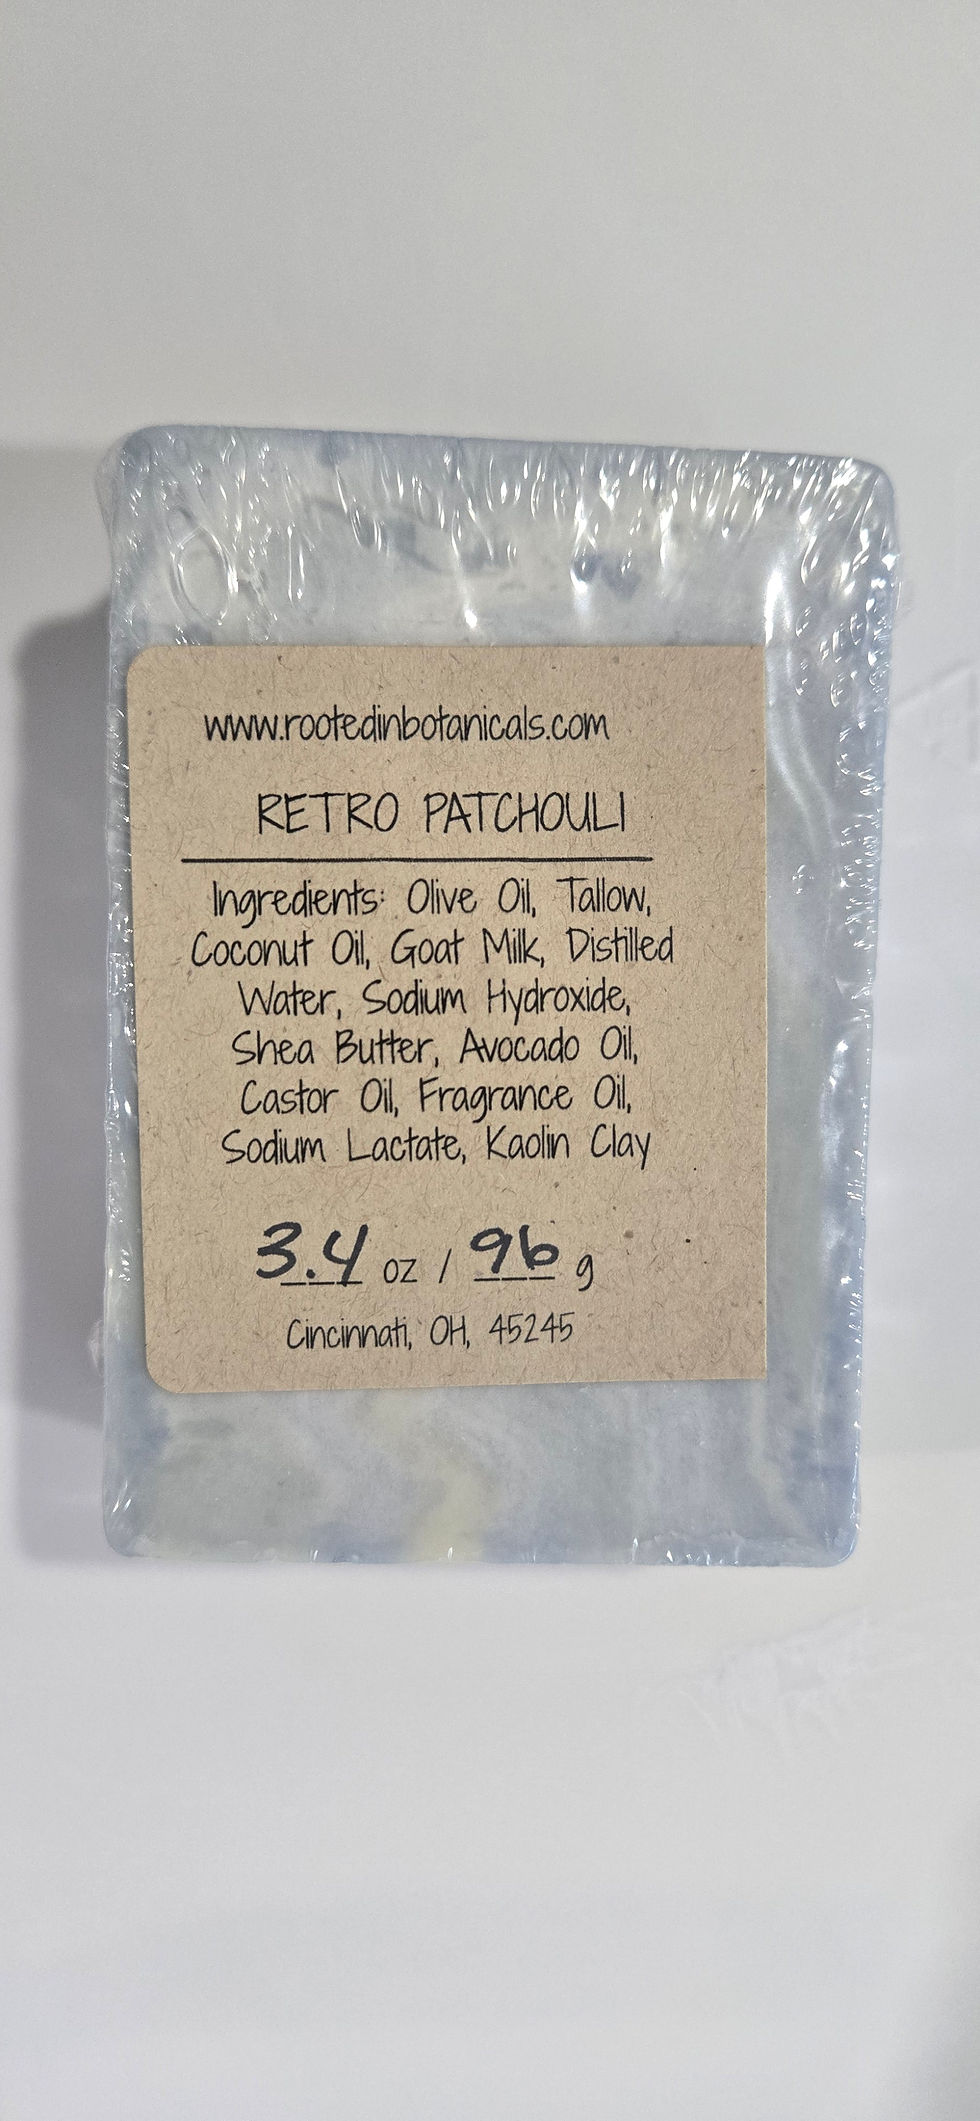 www.rootedinbotanicals.com
RETRO PATCHOULI
Ingredients: Olive Oil, Tallow,
Coconut Oil, Goat Milk, Distilled
Water, Sodium Hydroxide,
Shea Butter, Avocado Oil,
Castor Oil, Fragrance Oil,
Sodium Lactate, Kaolin Clay
3.4 oz / 96 g
Cincinnati, OH, 45245